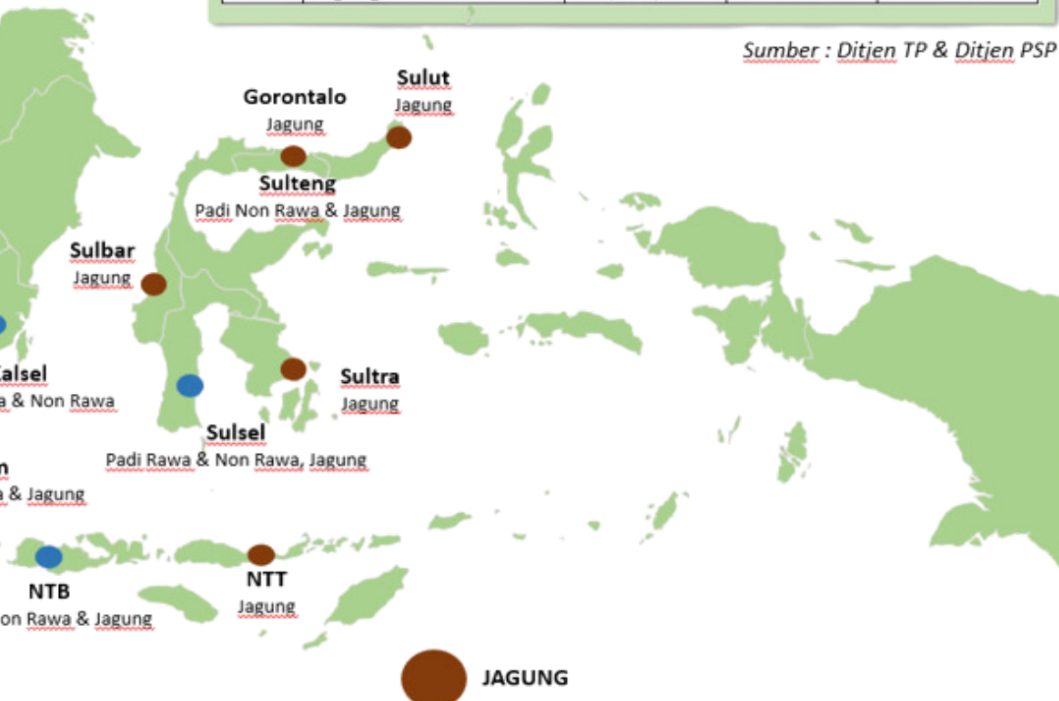 Sumber : Ditjen TP & Ditjen PSP
Sulut
Jagung
Gorontalo
Jagung
Sulteng
Padi Non Rawa & Jagung
Sulbar
Jagung
alsel
& Non Rawa
Sultra
Jagung
Sulsel
Padi Rawa & Non Rawa, Jagung
& Jagung
NTB
on Rawa & Jagung
NTT
Jagung
JAGUNG